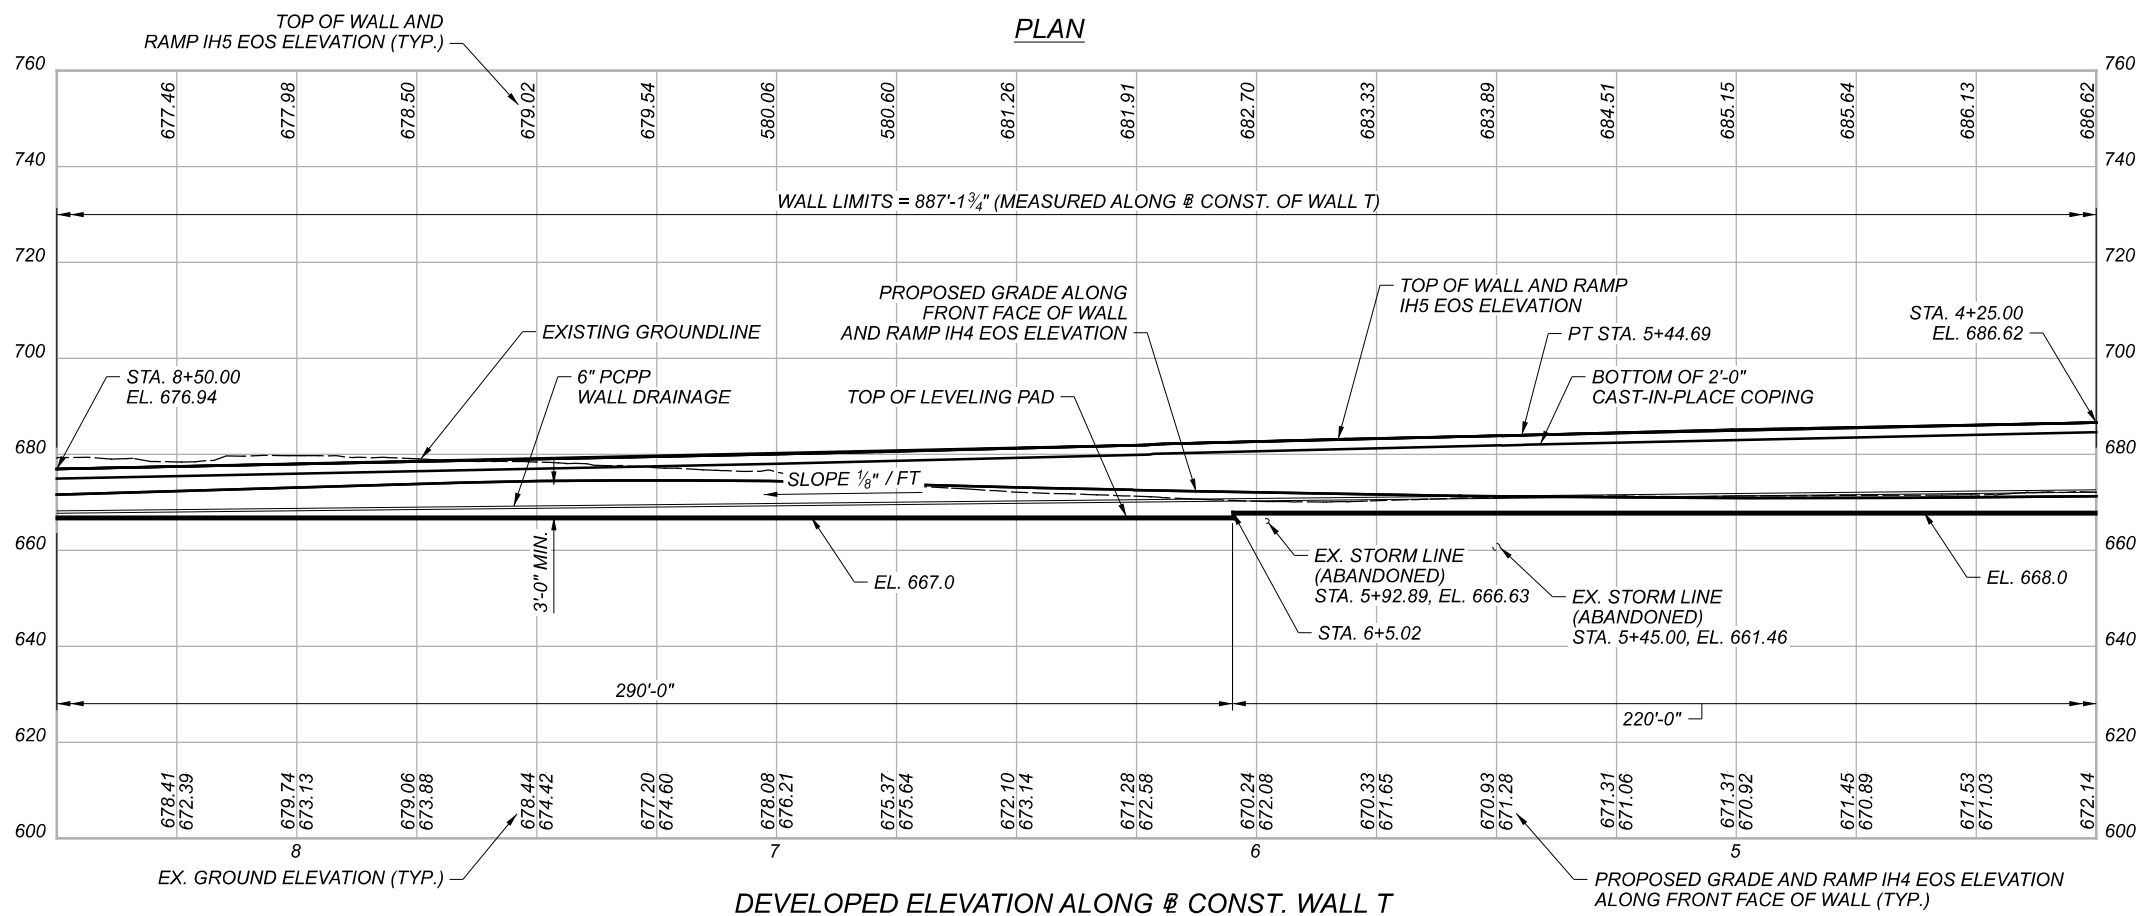 PLAN
TOP OF WALL AND
RAMP IH5 EOS ELEVATION (TYP.)
760
760
677.46
677.98
678.50
679.02
679.54
580.06
580.60
681.26
681.91
682.70
683.33
683.89
684.51
685.15
685.64
686.13
686.62
740
740
WALL LIMITS = 887'-1¾" (MEASURED ALONG ℄ CONST. OF WALL T)
720
720
PROPOSED GRADE ALONG
FRONT FACE OF WALL
AND RAMP IH4 EOS ELEVATION
TOP OF WALL AND RAMP
IH5 EOS ELEVATION
STA. 4+25.00
EL. 686.62
EXISTING GROUNDLINE
PT STA. 5+44.69
700
700
STA. 8+50.00
EL. 676.94
6" PCPP
WALL DRAINAGE
TOP OF LEVELING PAD
BOTTOM OF 2'-0"
CAST-IN-PLACE COPING
680
680
SLOPE ⅛" / FT
660
660
3'-0" MIN.
EL. 667.0
EX. STORM LINE
(ABANDONED)
STA. 5+92.89, EL. 666.63
EL. 668.0
EX. STORM LINE
(ABANDONED)
STA. 5+45.00, EL. 661.46
STA. 6+5.02
640
640
290'-0"
220'-0"
620
620
678.41
672.39
679.74
673.13
679.06
673.88
678.44
674.42
677.20
674.60
678.08
676.21
675.37
675.64
672.10
673.14
671.28
672.58
670.24
672.08
670.33
671.65
670.93
671.28
671.31
671.06
671.31
670.92
671.45
670.89
671.53
671.03
672.14
600
600
8
7
6
5
EX. GROUND ELEVATION (TYP.)
PROPOSED GRADE AND RAMP IH4 EOS ELEVATION
ALONG FRONT FACE OF WALL (TYP.)
DEVELOPED ELEVATION ALONG ℄ CONST. WALL T